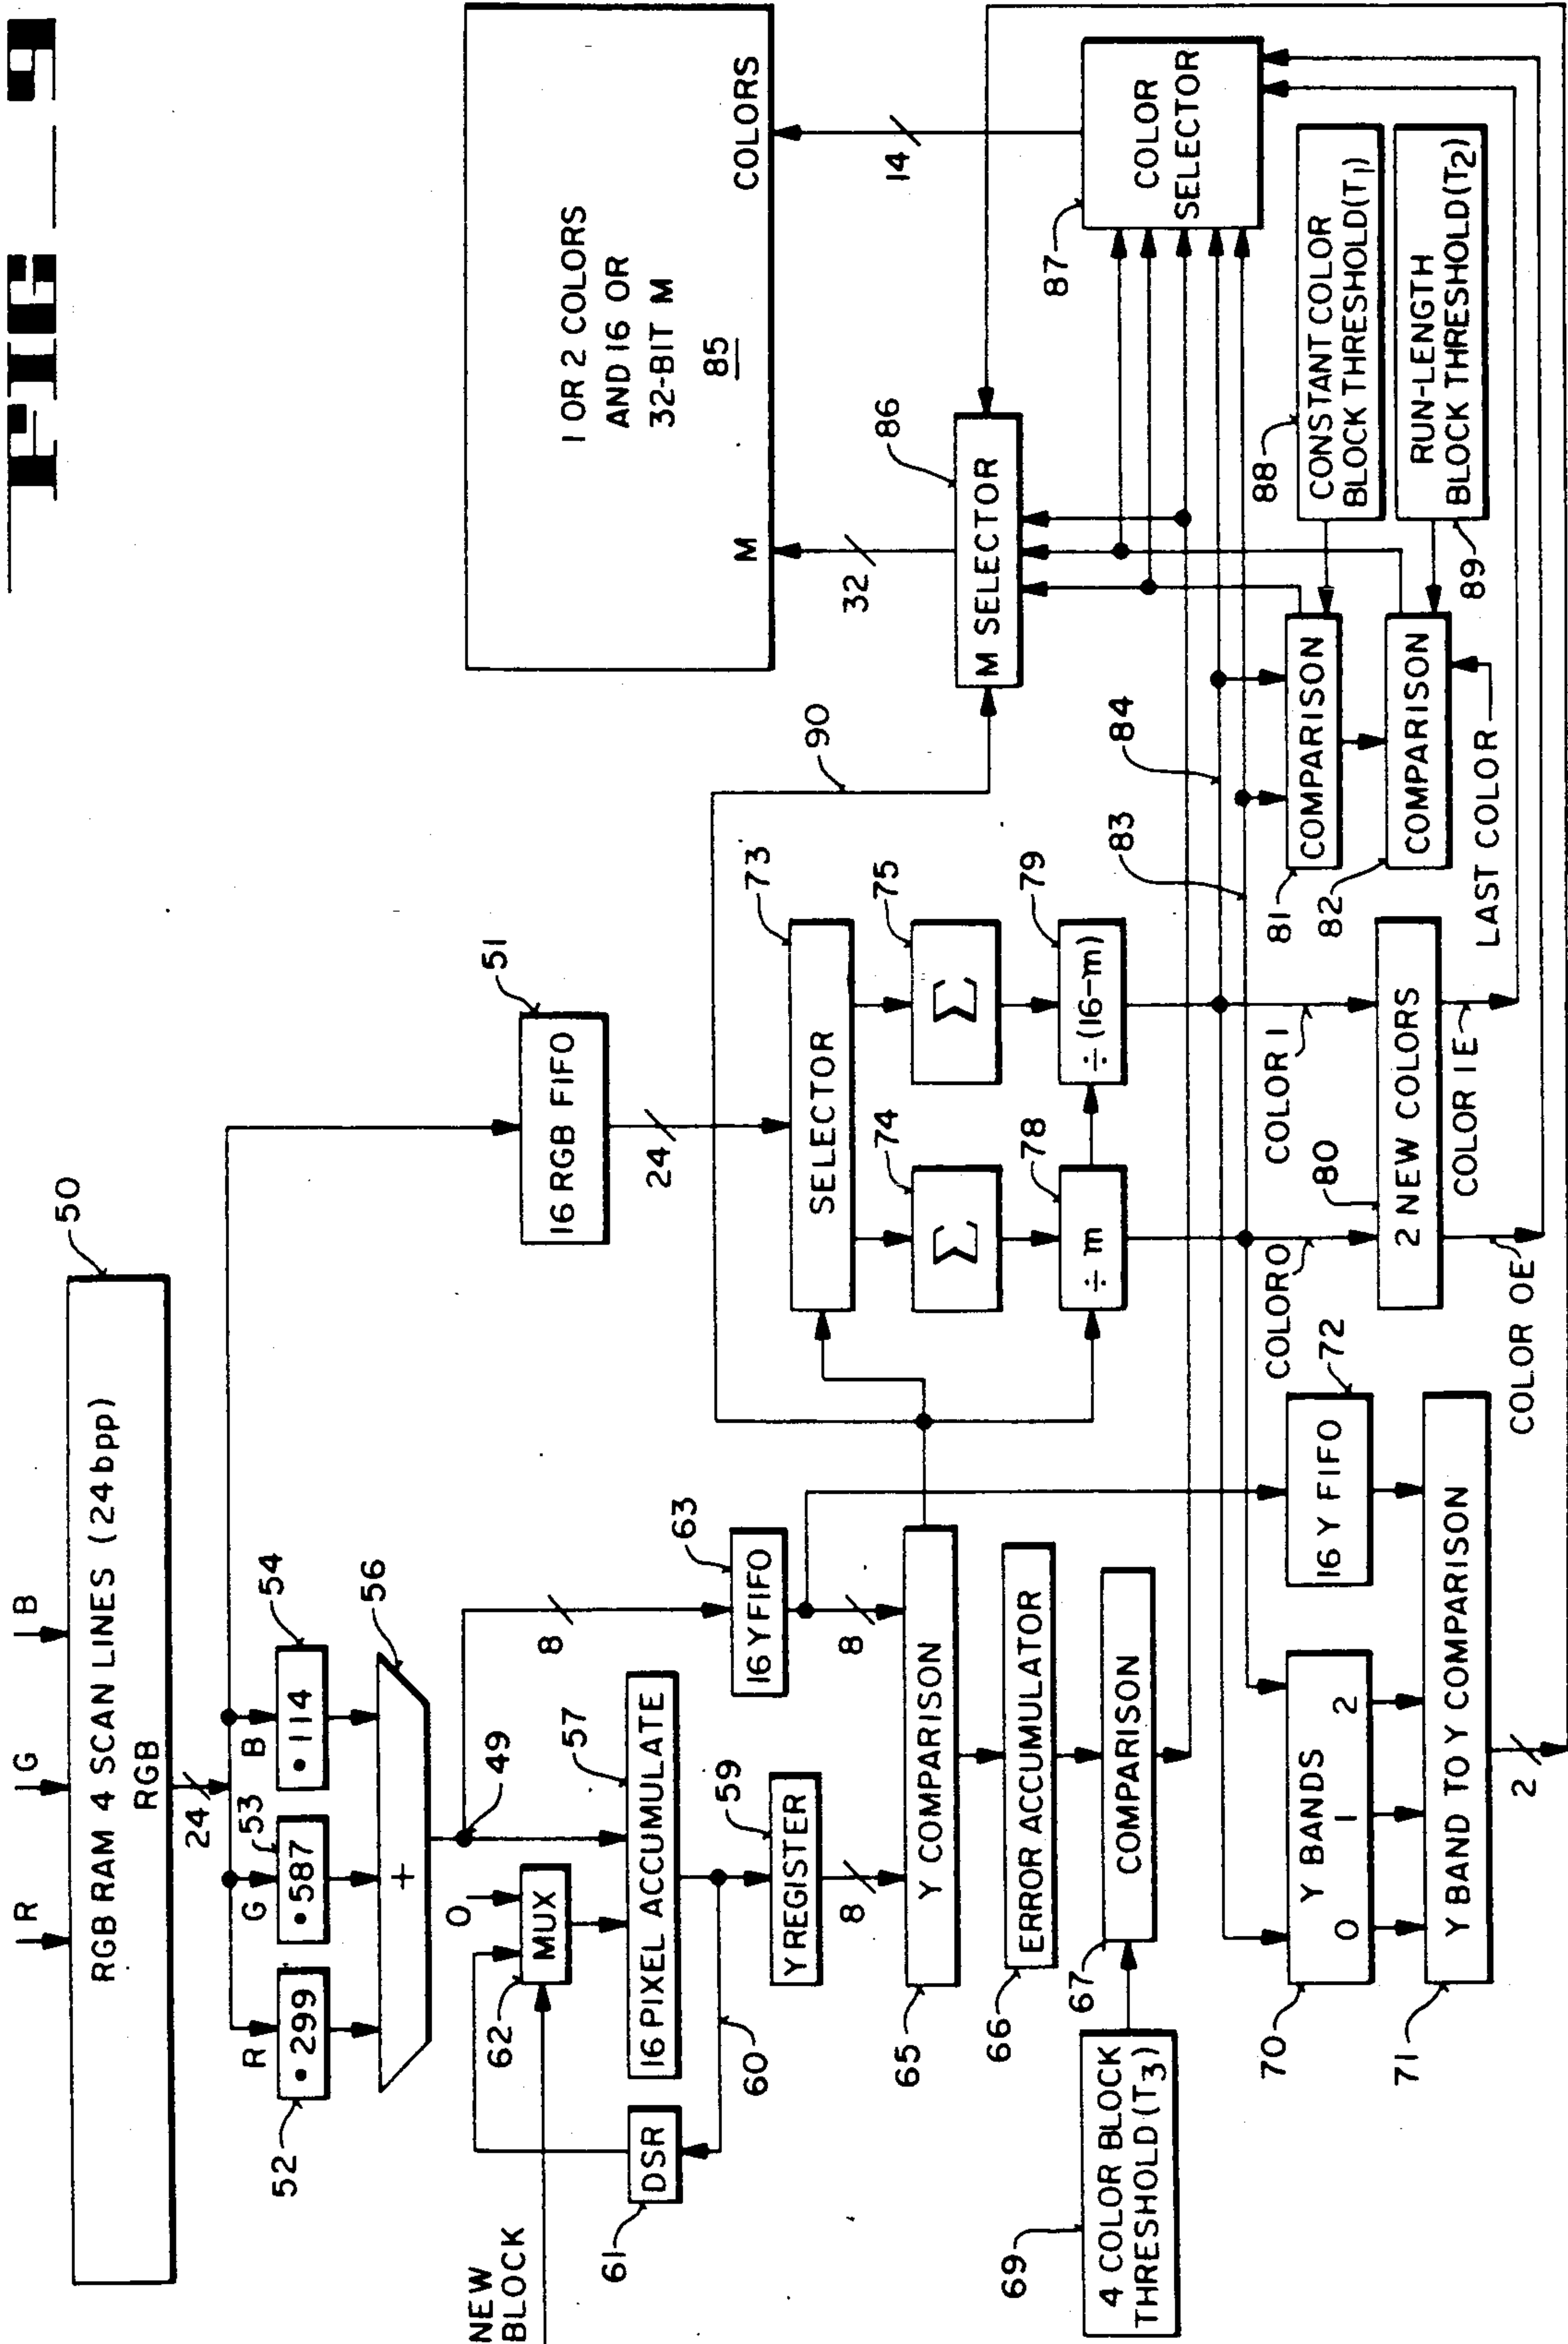 FIG 9
R
G
B
50
RGB RAM 4 SCAN LINES (24 bpp)
RGB
24
R
G
B
52
53
54
•299
•587
•114
56
+
49
NEW
BLOCK
62
0
MUX
57
16 PIXEL ACCUMULATE
61
DSR
60
59
Y REGISTER
8
8
63
16 Y FIFO
8
65
Y COMPARISON
66
ERROR ACCUMULATOR
67
COMPARISON
69
4 COLOR BLOCK
THRESHOLD (T3)
70
Y BANDS
0 1 2
71
Y BAND TO Y COMPARISON
2
72
16 Y FIFO
51
16 RGB FIFO
24
73
SELECTOR
74
Σ
75
Σ
78
÷ m
79
÷ (16-m)
COLOR 0
COLOR 1
80
2 NEW COLORS
COLOR 0E
COLOR 1E
90
84
83
81
COMPARISON
82
COMPARISON
LAST COLOR
88
CONSTANT COLOR
BLOCK THRESHOLD (T1)
89
RUN-LENGTH
BLOCK THRESHOLD (T2)
86
M SELECTOR
32
87
COLOR
SELECTOR
14
1 OR 2 COLORS
AND 16 OR
32-BIT M
85
M
COLORS